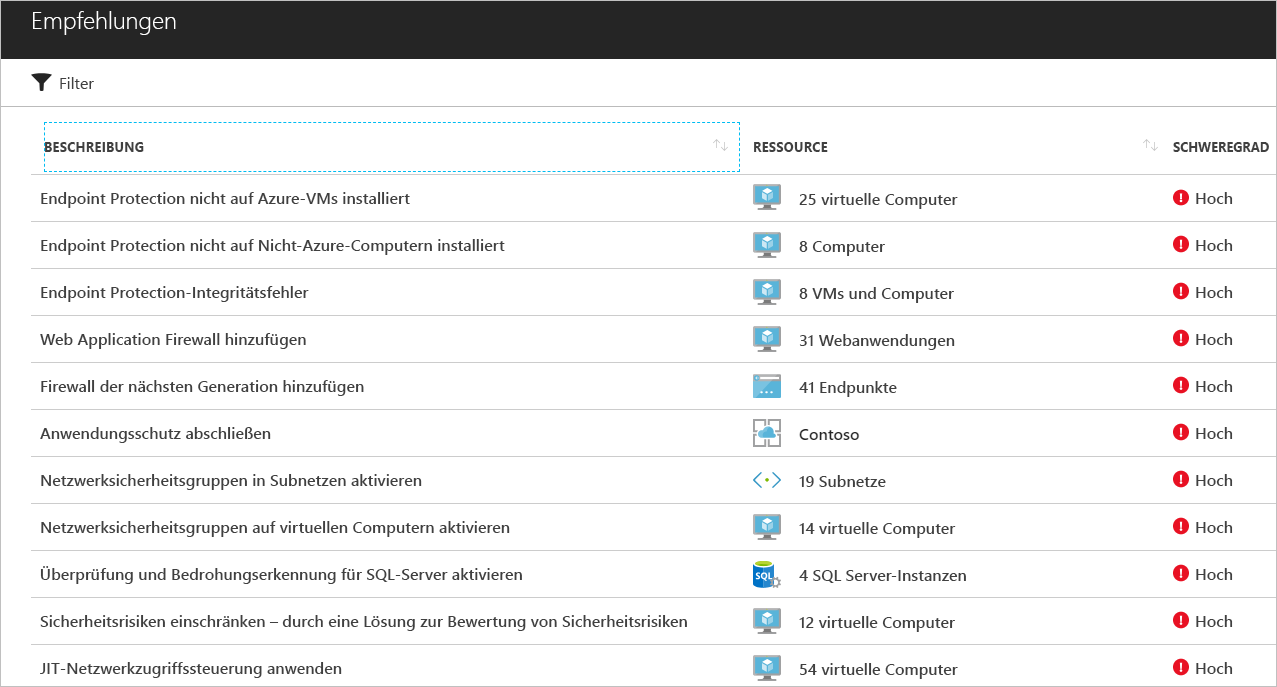 Empfehlungen
Filter
BESCHREIBUNG RESSOURCE SCHWEREGRAD
Endpoint Protection nicht auf Azure-VMs installiert 25 virtuelle Computer Hoch
Endpoint Protection nicht auf Nicht-Azure-Computern installiert 8 Computer Hoch
Endpoint Protection-Integritätsfehler 8 VMs und Computer Hoch
Web Application Firewall hinzufügen 31 Webanwendungen Hoch
Firewall der nächsten Generation hinzufügen 41 Endpunkte Hoch
Anwendungsschutz abschließen Contoso Hoch
Netzwerksicherheitsgruppen in Subnetzen aktivieren 19 Subnetze Hoch
Netzwerksicherheitsgruppen auf virtuellen Computern aktivieren 14 virtuelle Computer Hoch
Überprüfung und Bedrohungserkennung für SQL-Server aktivieren SQL 4 SQL Server-Instanzen Hoch
Sicherheitsrisiken einschränken – durch eine Lösung zur Bewertung von Sicherheitsrisiken 12 virtuelle Computer Hoch
JIT-Netzwerkzugriffssteuerung anwenden 54 virtuelle Computer Hoch